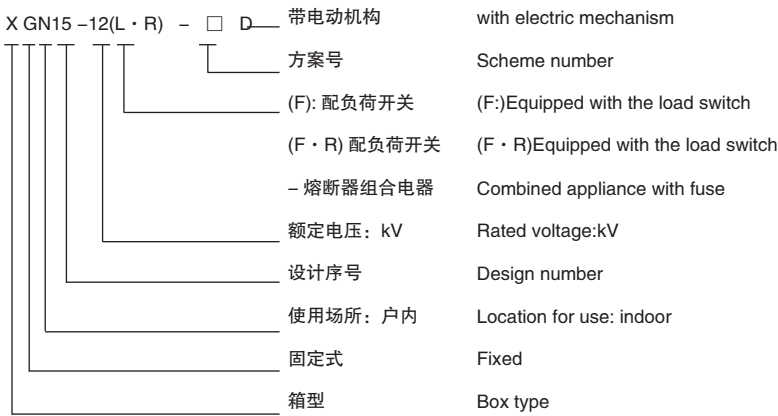 X GN15 –12(L・R) – □ D 带电动机构 with electric mechanism
方案号 Scheme number
(F): 配负荷开关 (F:)Equipped with the load switch
(F・R) 配负荷开关 (F・R)Equipped with the load switch
– 熔断器组合电器 Combined appliance with fuse
额定电压：kV Rated voltage:kV
设计序号 Design number
使用场所：户内 Location for use: indoor
固定式 Fixed
箱型 Box type